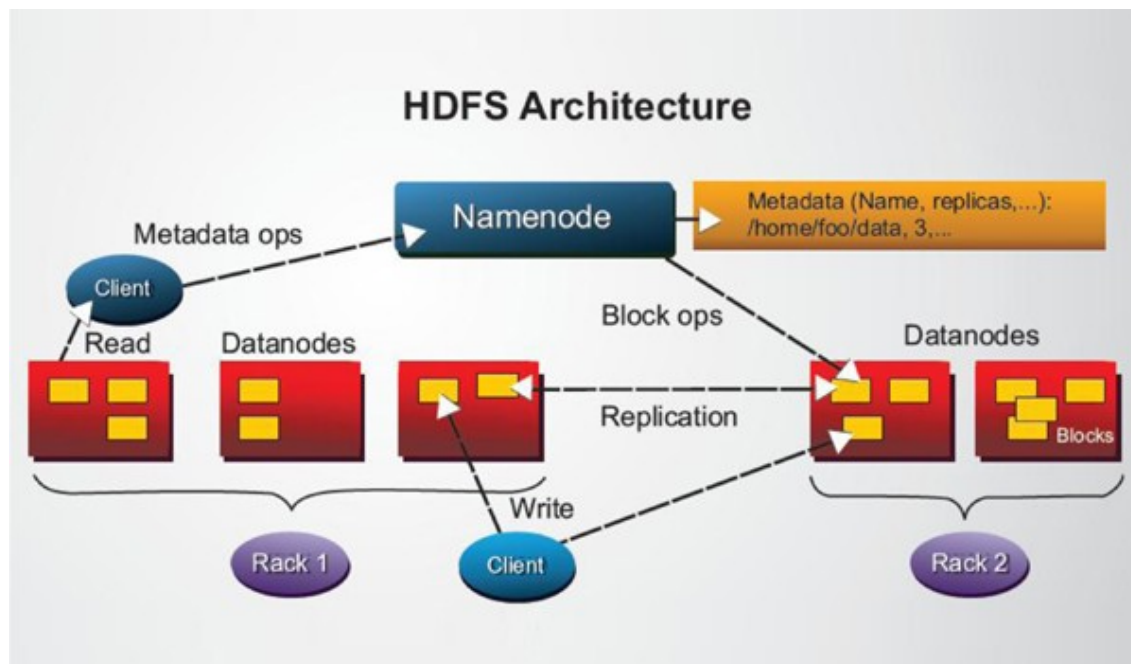 HDFS Architecture
Namenode
Metadata (Name, replicas,...):
/home/foo/data, 3,...
Metadata ops
Client
Block ops
Read
Datanodes
Datanodes
Replication
Blocks
Write
Rack 1
Client
Rack 2